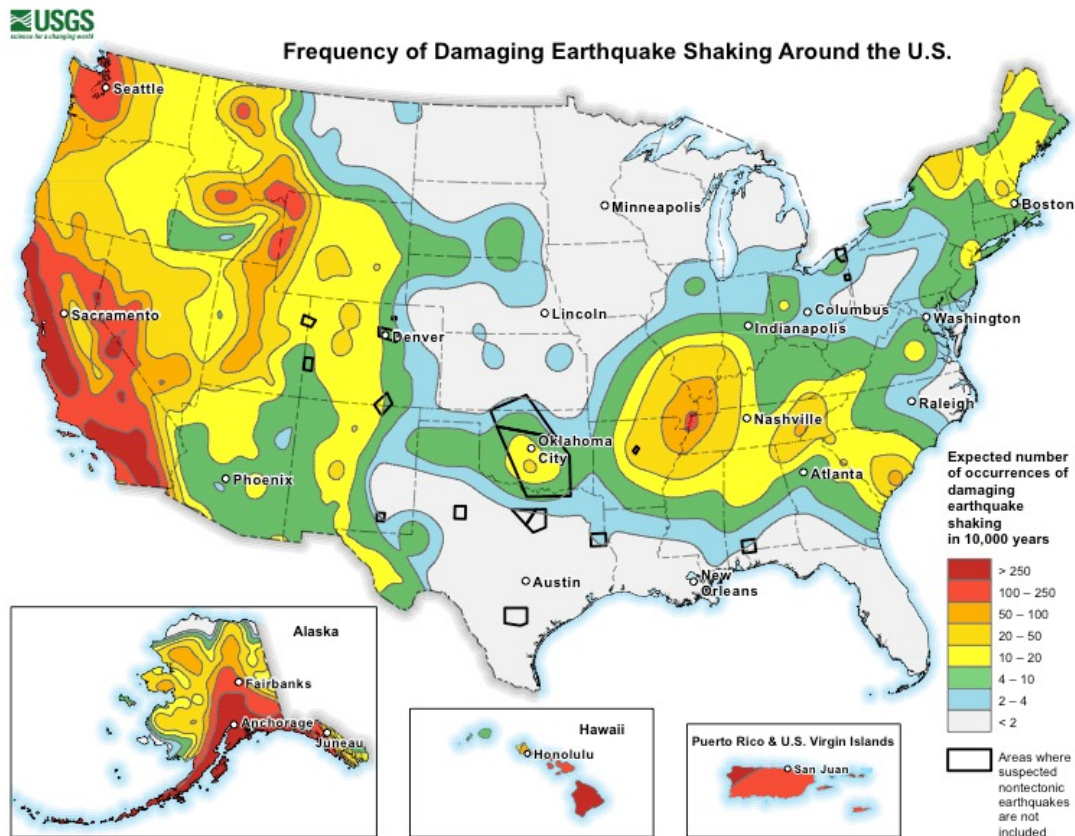 USGS
science for a changing world
Frequency of Damaging Earthquake Shaking Around the U.S.
Seattle
Minneapolis
Boston
Sacramento
Denver
Lincoln
Columbus
Indianapolis
Washington
Nashville
Raleigh
Oklahoma
City
Phoenix
Atlanta
Austin
New
Orleans
Expected number
of occurrences of
damaging
earthquake
shaking
in 10,000 years
> 250
100 – 250
50 – 100
20 – 50
10 – 20
4 – 10
2 – 4
< 2
Areas where
suspected
nontectonic
earthquakes
are not
included
Alaska
Fairbanks
Anchorage
Juneau
Hawaii
Honolulu
Puerto Rico & U.S. Virgin Islands
San Juan